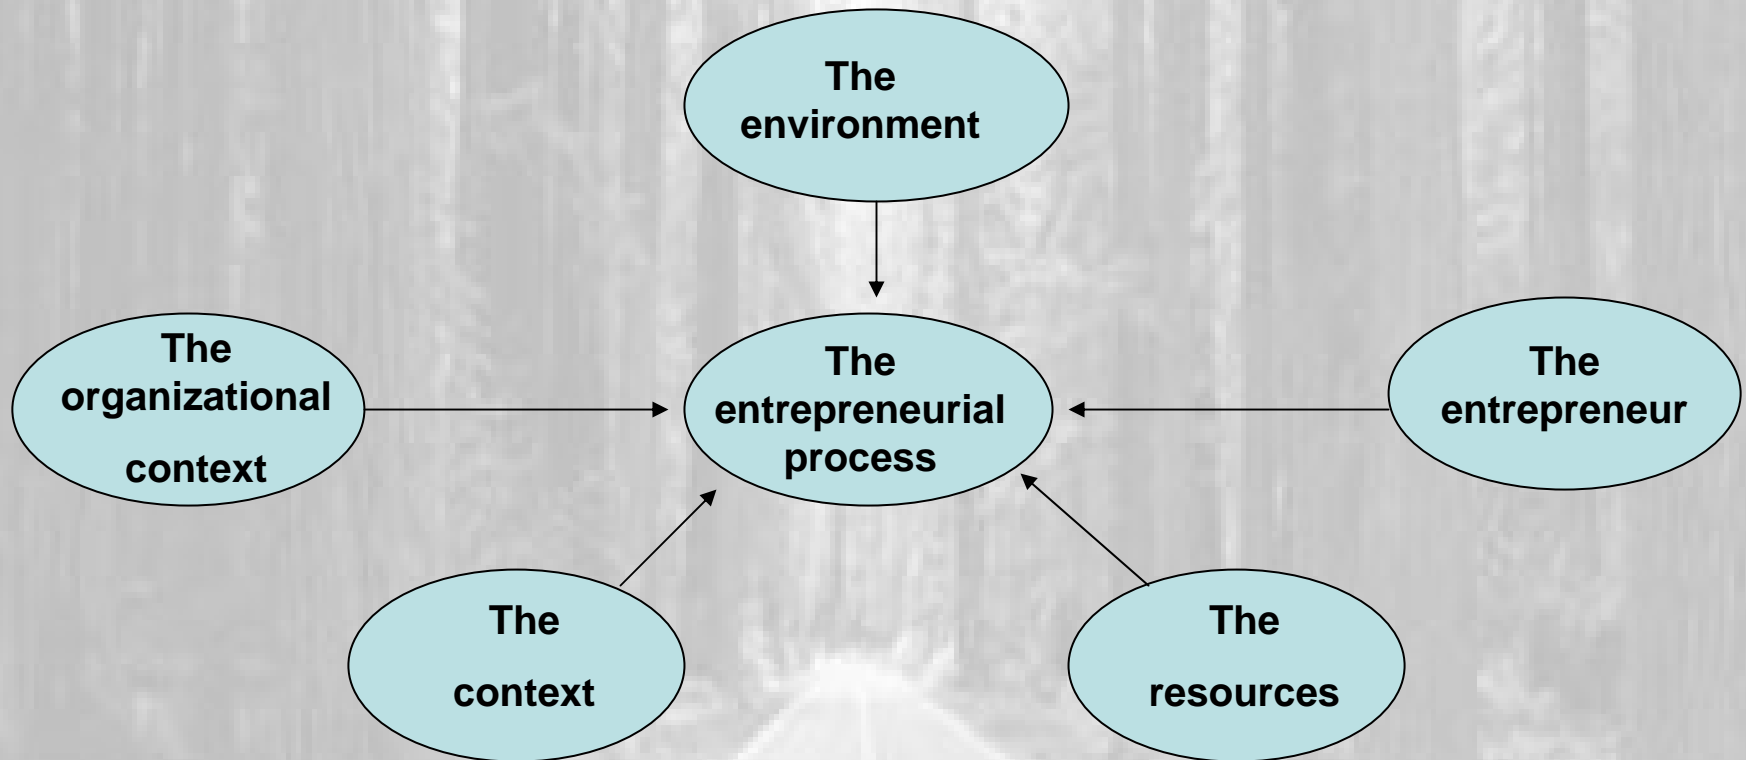 The
environment
The
organizational
context
The
entrepreneurial
process
The
entrepreneur
The
context
The
resources